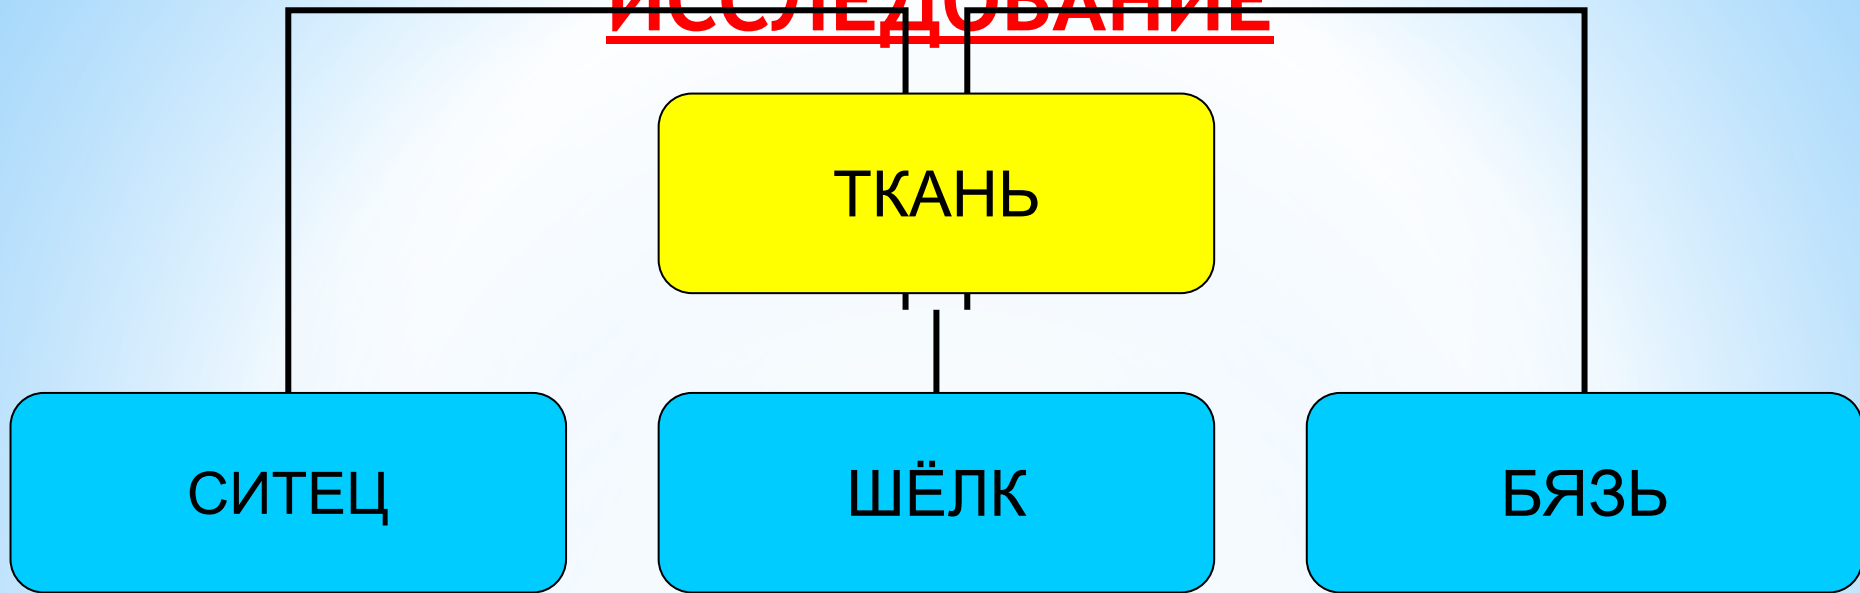 ИССЛЕДОВАНИЕ
ТКАНЬ
СИТЕЦ
ШЁЛК
БЯЗЬ